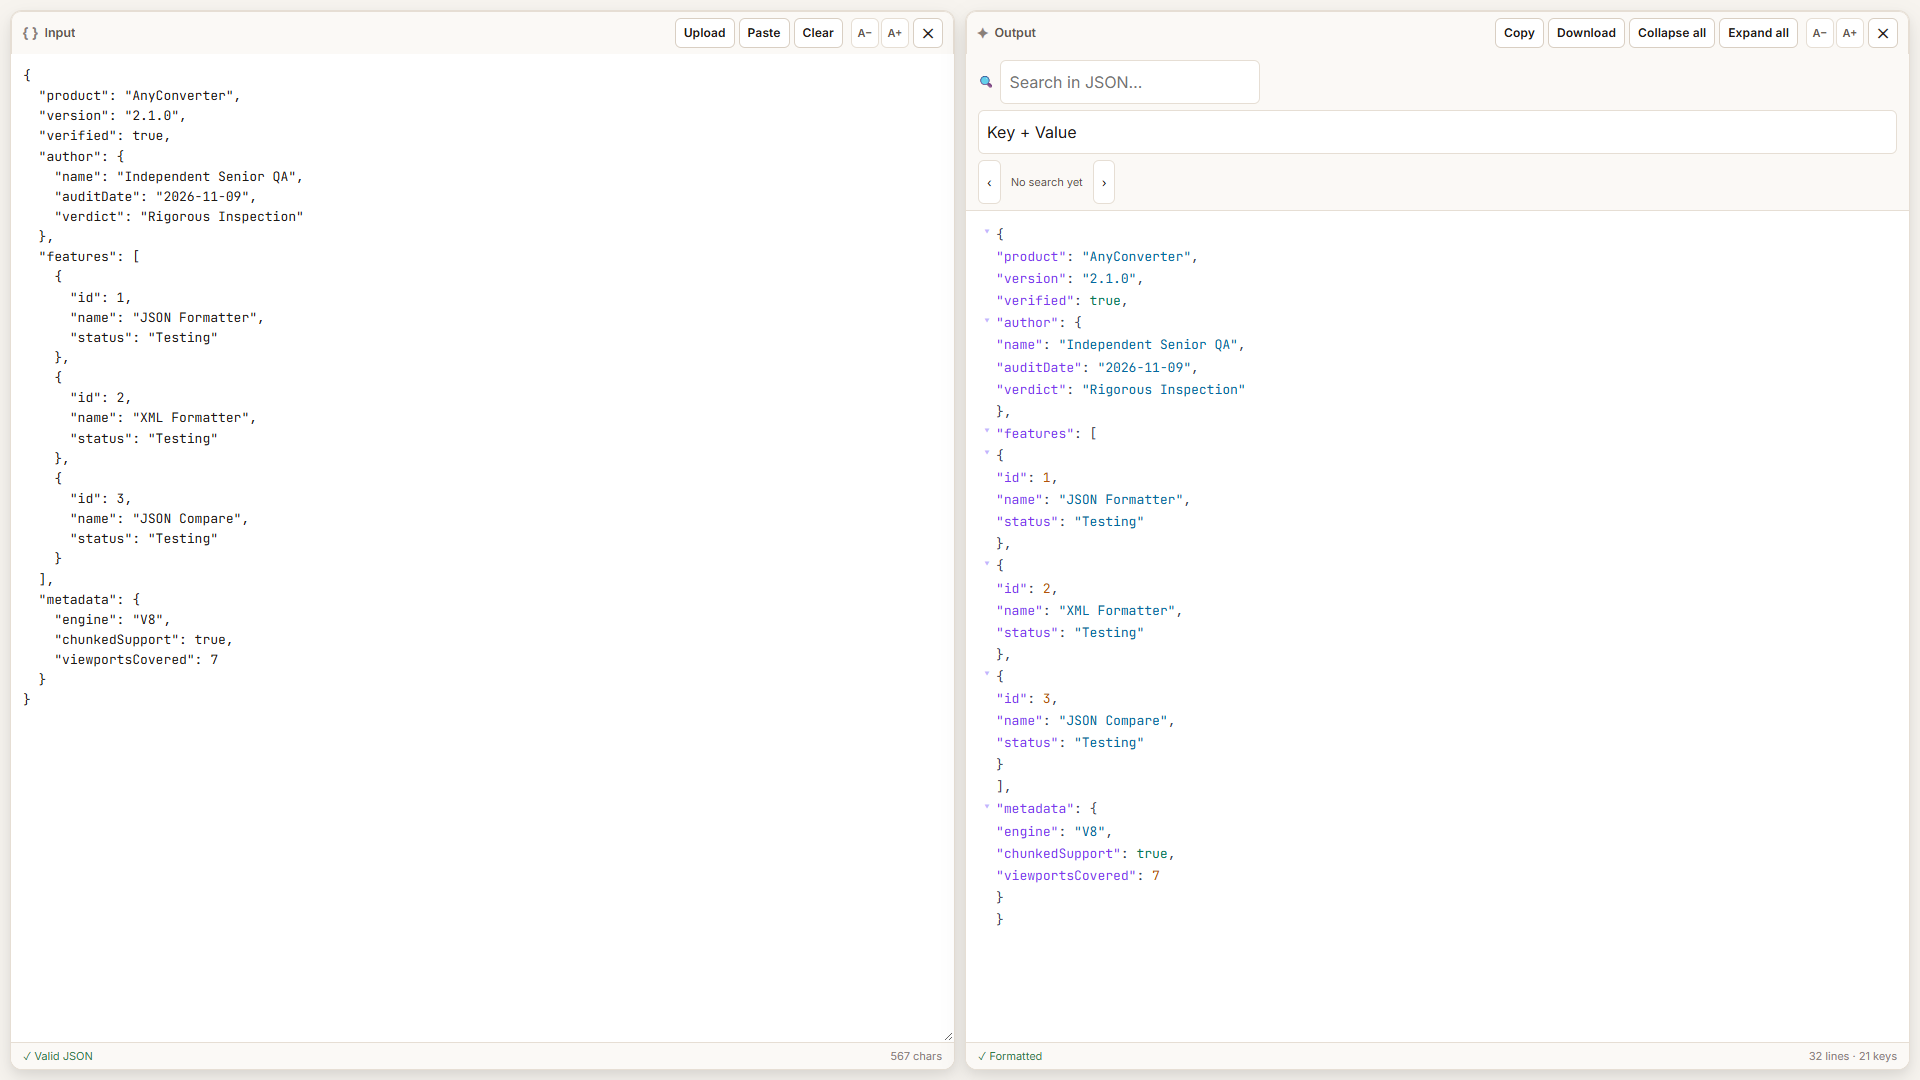 { } Input
Upload Paste Clear A− A+ ✕
{
  "product": "AnyConverter",
  "version": "2.1.0",
  "verified": true,
  "author": {
    "name": "Independent Senior QA",
    "auditDate": "2026-11-09",
    "verdict": "Rigorous Inspection"
  },
  "features": [
    {
      "id": 1,
      "name": "JSON Formatter",
      "status": "Testing"
    },
    {
      "id": 2,
      "name": "XML Formatter",
      "status": "Testing"
    },
    {
      "id": 3,
      "name": "JSON Compare",
      "status": "Testing"
    }
  ],
  "metadata": {
    "engine": "V8",
    "chunkedSupport": true,
    "viewportsCovered": 7
  }
}
✓ Valid JSON
567 chars
✦ Output
Copy Download Collapse all Expand all A− A+ ✕
Search in JSON...
Key + Value
‹ No search yet ›
{
"product": "AnyConverter",
"version": "2.1.0",
"verified": true,
"author": {
"name": "Independent Senior QA",
"auditDate": "2026-11-09",
"verdict": "Rigorous Inspection"
},
"features": [
{
"id": 1,
"name": "JSON Formatter",
"status": "Testing"
},
{
"id": 2,
"name": "XML Formatter",
"status": "Testing"
},
{
"id": 3,
"name": "JSON Compare",
"status": "Testing"
}
],
"metadata": {
"engine": "V8",
"chunkedSupport": true,
"viewportsCovered": 7
}
}
✓ Formatted
32 lines · 21 keys